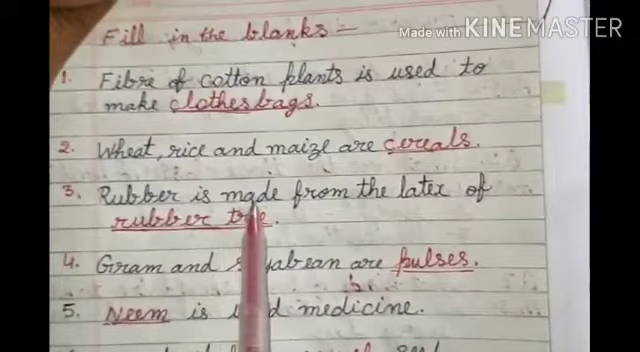 Made with KINEMASTER
Fill in the blanks -
1. Fibre of cotton plants is used to
make clothes bags.
2. Wheat, rice and maize are cereals.
3. Rubber is made from the latex of
rubber
4. Gram and are pulses.
5. Neem is medicine.